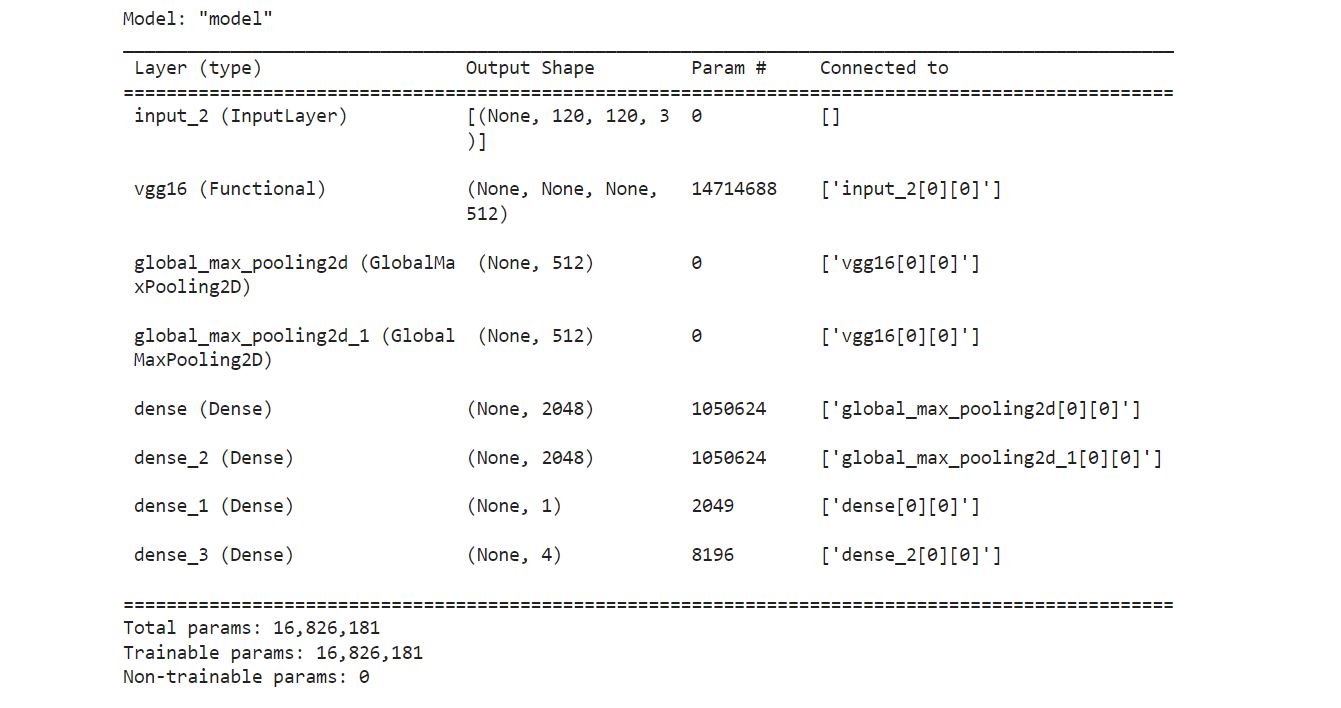 Model: "model"
__________________________________________________________________________________________________
Layer (type) Output Shape Param # Connected to
==================================================================================================
input_2 (InputLayer) [(None, 120, 120, 3 0 []
)]
vgg16 (Functional) (None, None, None, 14714688 ['input_2[0][0]']
512)
global_max_pooling2d (GlobalMa (None, 512) 0 ['vgg16[0][0]']
xPooling2D)
global_max_pooling2d_1 (Global (None, 512) 0 ['vgg16[0][0]']
MaxPooling2D)
dense (Dense) (None, 2048) 1050624 ['global_max_pooling2d[0][0]']
dense_2 (Dense) (None, 2048) 1050624 ['global_max_pooling2d_1[0][0]']
dense_1 (Dense) (None, 1) 2049 ['dense[0][0]']
dense_3 (Dense) (None, 4) 8196 ['dense_2[0][0]']
==================================================================================================
Total params: 16,826,181
Trainable params: 16,826,181
Non-trainable params: 0